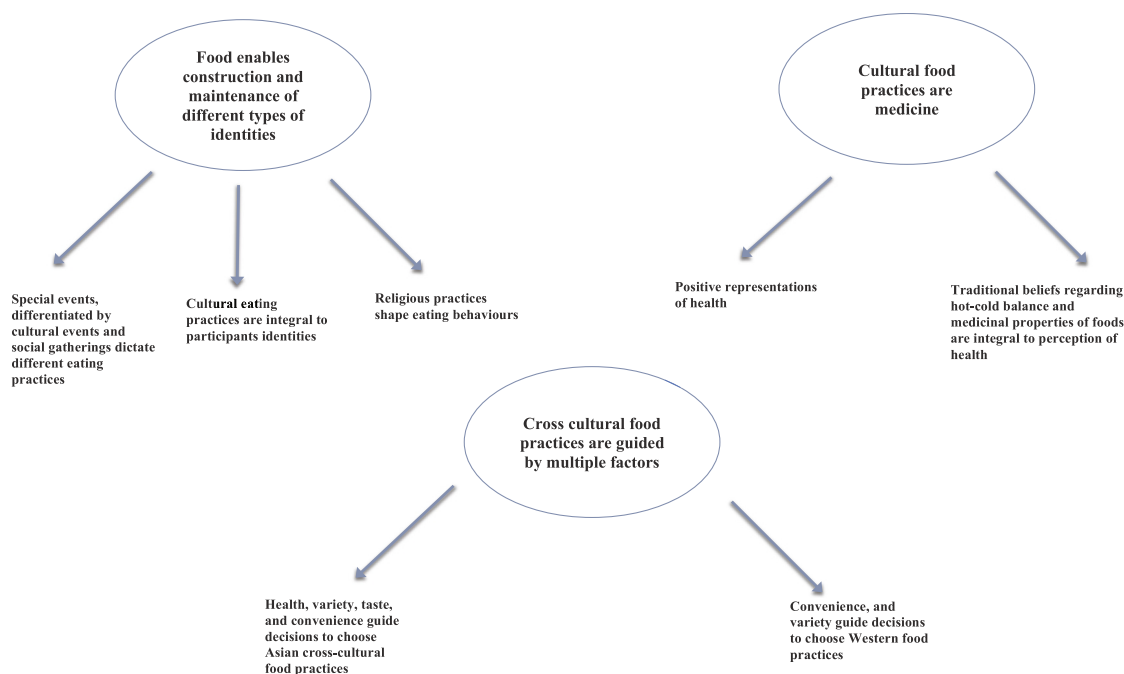 Food enables
construction and
maintenance of
different types of
identities
Cultural food
practices are
medicine
Special events,
differentiated by
cultural events and
social gatherings dictate
different eating
practices
Cultural eating
practices are integral to
participants identities
Religious practices
shape eating behaviours
Positive representations
of health
Traditional beliefs regarding
hot-cold balance and
medicinal properties of foods
are integral to perception of
health
Cross cultural food
practices are guided
by multiple factors
Health, variety, taste,
and convenience guide
decisions to choose
Asian cross-cultural
food practices
Convenience, and
variety guide decisions
to choose Western food
practices